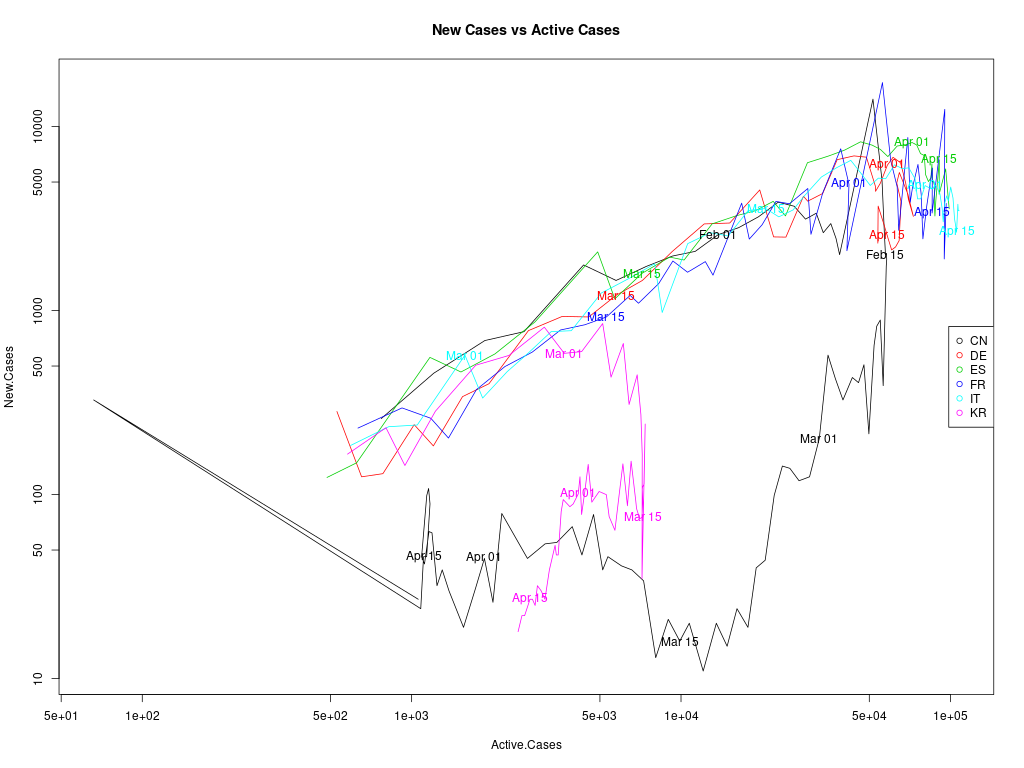 New Cases vs Active Cases
New.Cases
10000
5000
1000
500
100
50
10
Apr 01
Apr 15
Apr 01
Apr 01
Apr 01
Mar 15
Apr 15
Feb 01
Apr 15
Apr 15
Feb 15
Mar 15
Mar 15
Mar 15
Mar 01
Mar 01
CN
DE
ES
FR
IT
KR
Mar 01
Apr 01
Mar 15
Apr 15
Apr 01
Apr 15
Mar 15
5e+01
1e+02
5e+02
1e+03
5e+03
1e+04
5e+04
1e+05
Active.Cases